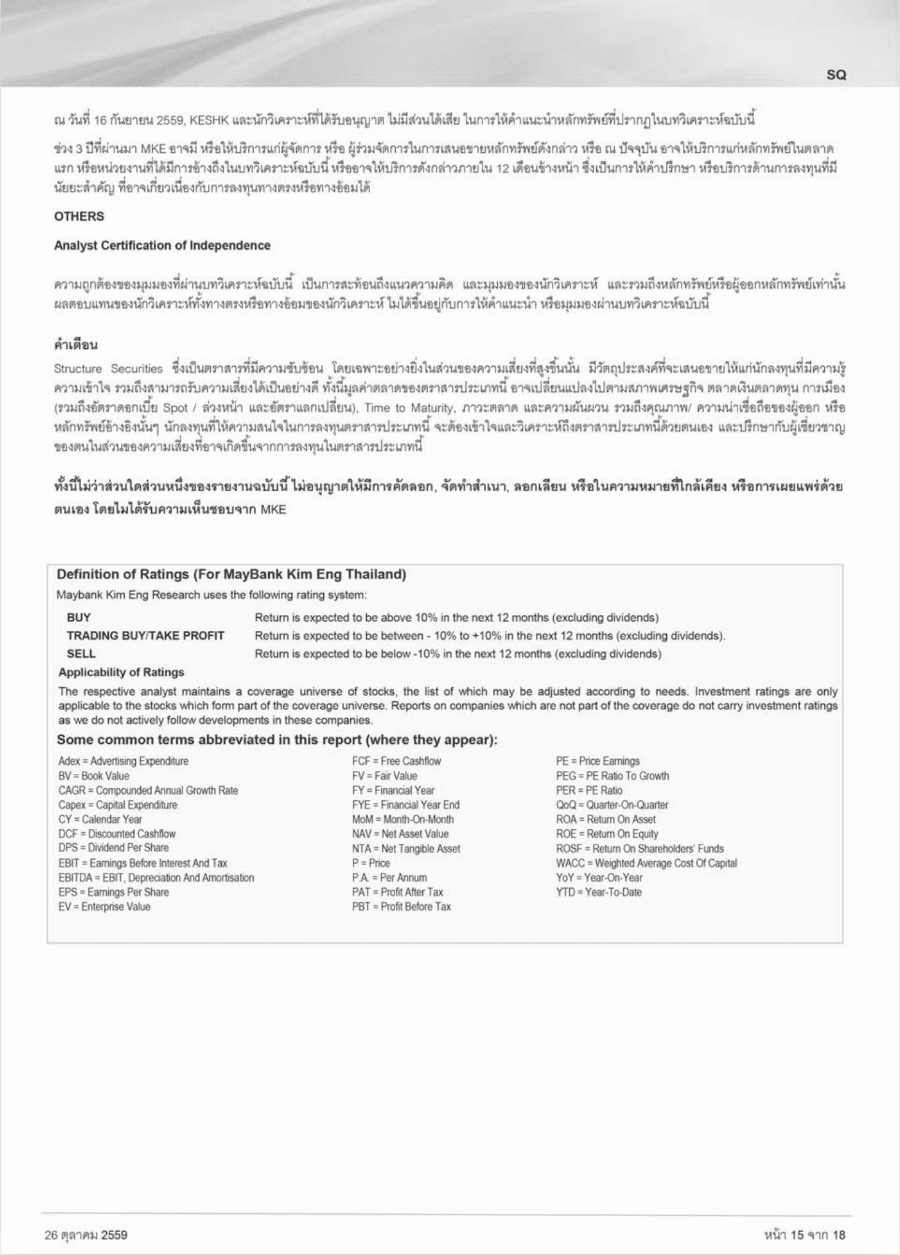 SQ
ณ วันที่ 16 กันยายน 2559, KESHK และนักวิเคราะห์ที่ได้รับอนุญาต ไม่มีส่วนได้เสีย ในการให้คำแนะนำหลักทรัพย์ที่ปรากฏในบทวิเคราะห์ฉบับนี้
ช่วง 3 ปีที่ผ่านมา MKE อาจมี หรือให้บริการแก่ผู้จัดการ หรือ ผู้ร่วมจัดการในการเสนอขายหลักทรัพย์ดังกล่าว หรือ ณ ปัจจุบัน อาจให้บริการแก่หลักทรัพย์ในตลาด
แรก หรือหน่วยงานที่ได้มีการอ้างถึงในบทวิเคราะห์ฉบับนี้ หรืออาจให้บริการดังกล่าวภายใน 12 เดือนข้างหน้า ซึ่งเป็นการให้คำปรึกษา หรือบริการด้านการลงทุนที่มี
นัยยะสำคัญ ที่อาจเกี่ยวเนื่องกับการลงทุนทางตรงหรือทางอ้อมได้
OTHERS
Analyst Certification of Independence
ความถูกต้องของมุมมองที่ผ่านบทวิเคราะห์ฉบับนี้ เป็นการสะท้อนถึงแนวความคิด และมุมมองของนักวิเคราะห์ และรวมถึงหลักทรัพย์หรือผู้ออกหลักทรัพย์เท่านั้น
ผลตอบแทนของนักวิเคราะห์ทั้งทางตรงหรือทางอ้อมของนักวิเคราะห์ ไม่ได้ขึ้นอยู่กับการให้คำแนะนำ หรือมุมมองผ่านบทวิเคราะห์ฉบับนี้
คำเตือน
Structure Securities ซึ่งเป็นตราสารที่มีความซับซ้อน โดยเฉพาะอย่างยิ่งในส่วนของความเสี่ยงที่สูงขึ้นนั้น มีวัตถุประสงค์ที่จะเสนอขายให้แก่นักลงทุนที่มีความรู้
ความเข้าใจ รวมถึงสามารถรับความเสี่ยงได้เป็นอย่างดี ทั้งนี้มูลค่าตลาดของตราสารประเภทนี้ อาจเปลี่ยนแปลงไปตามสภาพเศรษฐกิจ ตลาดเงินตลาดทุน การเมือง
(รวมถึงอัตราดอกเบี้ย Spot / ล่วงหน้า และอัตราแลกเปลี่ยน), Time to Maturity, ภาวะตลาด และความผันผวน รวมถึงคุณภาพ/ ความน่าเชื่อถือของผู้ออก หรือ
หลักทรัพย์อ้างอิงนั้นๆ นักลงทุนที่ให้ความสนใจในการลงทุนตราสารประเภทนี้ จะต้องเข้าใจและวิเคราะห์ถึงตราสารประเภทนี้ด้วยตนเอง และปรึกษากับผู้เชี่ยวชาญ
ของตนในส่วนของความเสี่ยงที่อาจเกิดขึ้นจากการลงทุนในตราสารประเภทนี้
ทั้งนี้ไม่ว่าส่วนใดส่วนหนึ่งของรายงานฉบับนี้ ไม่อนุญาตให้มีการคัดลอก, จัดทำสำเนา, ลอกเลียน หรือในความหมายที่ใกล้เคียง หรือการเผยแพร่ด้วย
ตนเอง โดยไม่ได้รับความเห็นชอบจาก MKE
Definition of Ratings (For MayBank Kim Eng Thailand)
Maybank Kim Eng Research uses the following rating system:
BUY Return is expected to be above 10% in the next 12 months (excluding dividends)
TRADING BUY/TAKE PROFIT Return is expected to be between - 10% to +10% in the next 12 months (excluding dividends).
SELL Return is expected to be below -10% in the next 12 months (excluding dividends)
Applicability of Ratings
The respective analyst maintains a coverage universe of stocks, the list of which may be adjusted according to needs. Investment ratings are only
applicable to the stocks which form part of the coverage universe. Reports on companies which are not part of the coverage do not carry investment ratings
as we do not actively follow developments in these companies.
Some common terms abbreviated in this report (where they appear):
Adex = Advertising Expenditure FCF = Free Cashflow PE = Price Earnings
BV = Book Value FV = Fair Value PEG = PE Ratio To Growth
CAGR = Compounded Annual Growth Rate FY = Financial Year PER = PE Ratio
Capex = Capital Expenditure FYE = Financial Year End QoQ = Quarter-On-Quarter
CY = Calendar Year MoM = Month-On-Month ROA = Return On Asset
DCF = Discounted Cashflow NAV = Net Asset Value ROE = Return On Equity
DPS = Dividend Per Share NTA = Net Tangible Asset ROSF = Return On Shareholders' Funds
EBIT = Earnings Before Interest And Tax P = Price WACC = Weighted Average Cost Of Capital
EBITDA = EBIT, Depreciation And Amortisation P.A. = Per Annum YoY = Year-On-Year
EPS = Earnings Per Share PAT = Profit After Tax YTD = Year-To-Date
EV = Enterprise Value PBT = Profit Before Tax
26 ตุลาคม 2559 หน้า 15 จาก 18